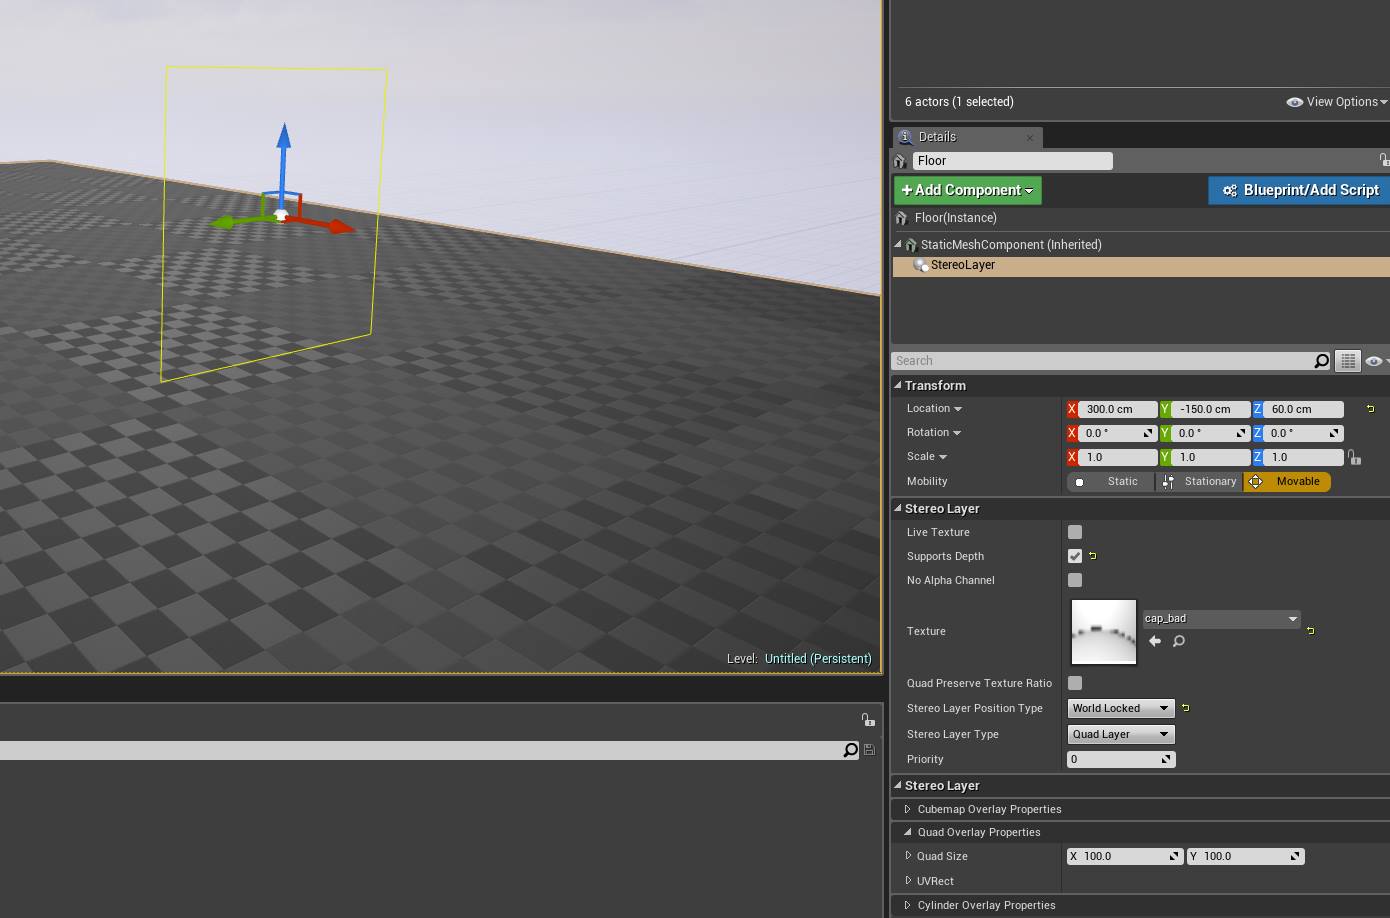 6 actors (1 selected)
View Options
Details
Floor
+Add Component
Blueprint/Add Script
Floor(Instance)
StaticMeshComponent (Inherited)
StereoLayer
Search
Transform
Location X 300.0 cm Y -150.0 cm Z 60.0 cm
Rotation X 0.0 ° Y 0.0 ° Z 0.0 °
Scale X 1.0 Y 1.0 Z 1.0
Mobility Static Stationary Movable
Stereo Layer
Live Texture
Supports Depth
No Alpha Channel
Texture cap_bad
Level: Untitled (Persistent)
Quad Preserve Texture Ratio
Stereo Layer Position Type World Locked
Stereo Layer Type Quad Layer
Priority 0
Stereo Layer
Cubemap Overlay Properties
Quad Overlay Properties
Quad Size X 100.0 Y 100.0
UVRect
Cylinder Overlay Properties